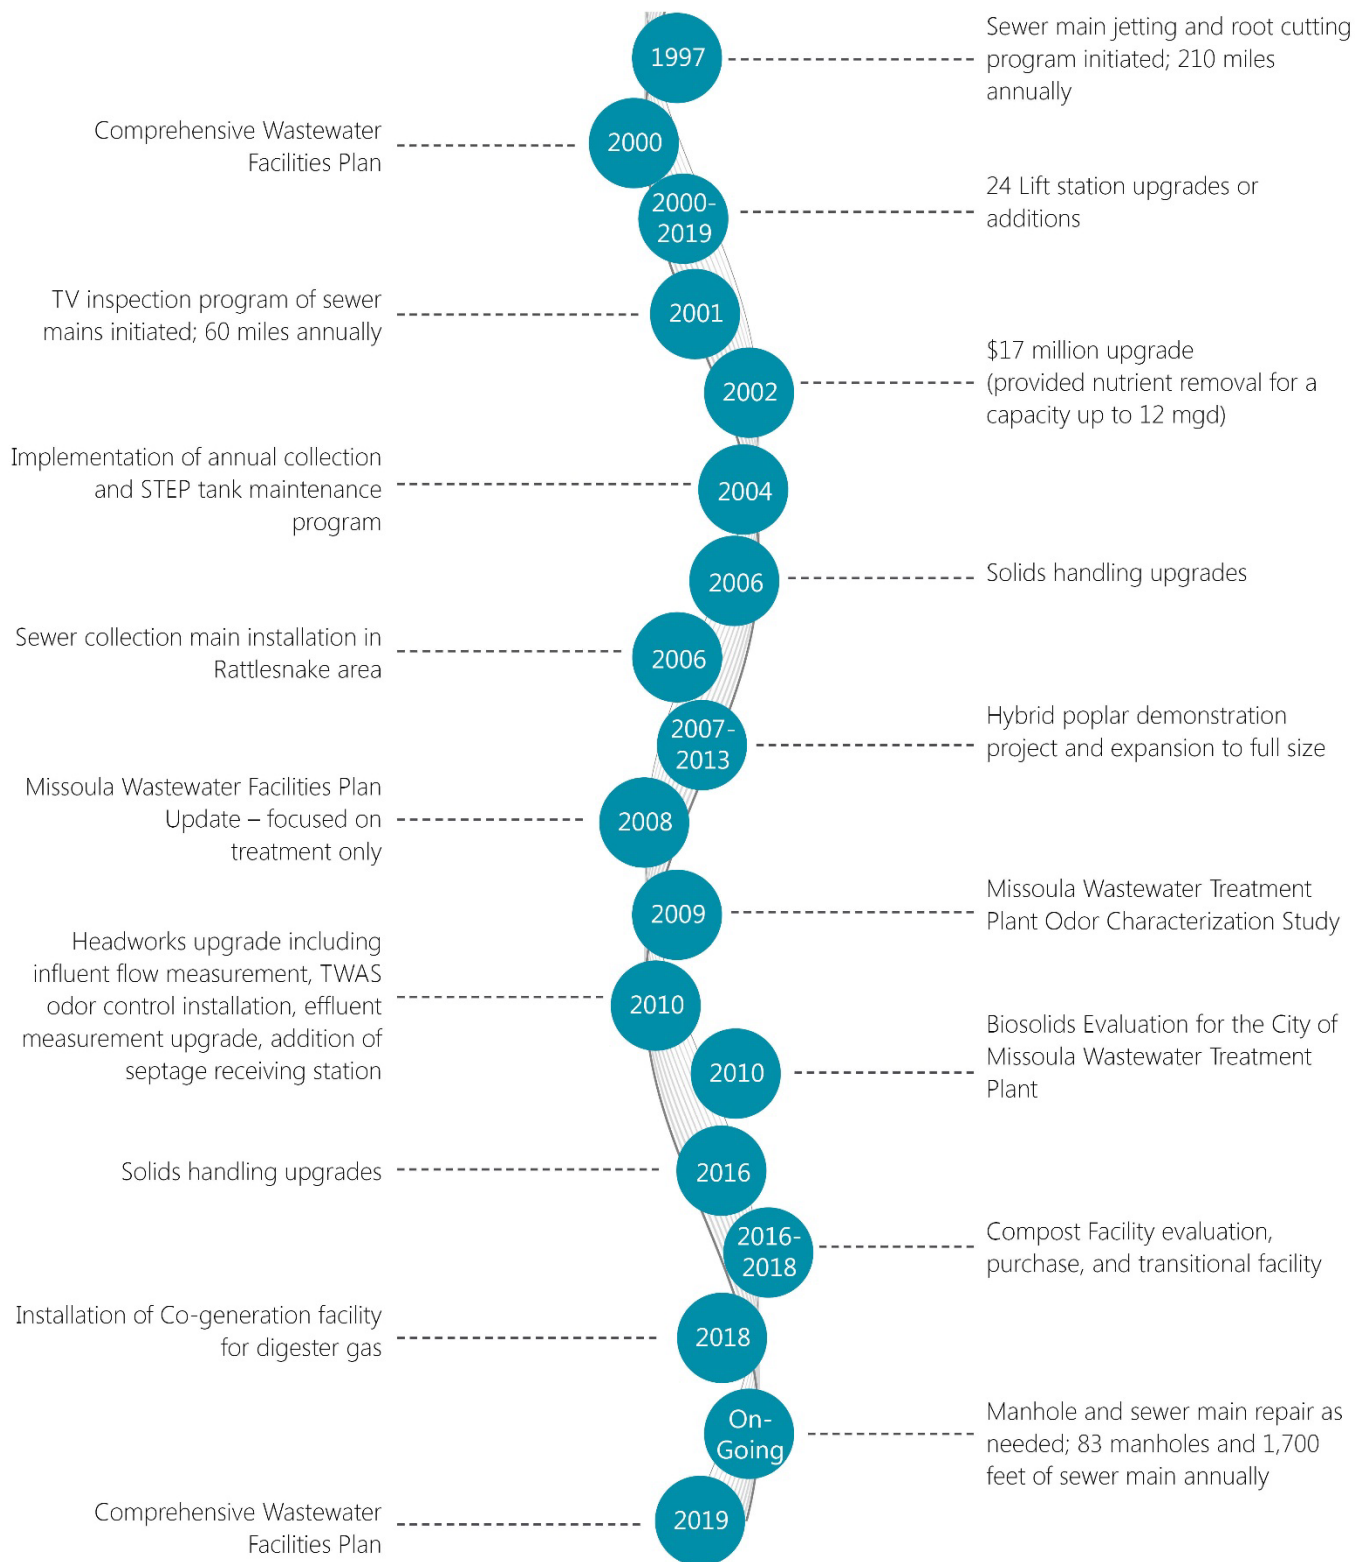 1997
Sewer main jetting and root cutting
program initiated; 210 miles
annually
Comprehensive Wastewater
Facilities Plan
2000
2000-
2019
24 Lift station upgrades or
additions
TV inspection program of sewer
mains initiated; 60 miles annually
2001
2002
$17 million upgrade
(provided nutrient removal for a
capacity up to 12 mgd)
Implementation of annual collection
and STEP tank maintenance
program
2004
2006
Solids handling upgrades
Sewer collection main installation in
Rattlesnake area
2006
2007-
2013
Hybrid poplar demonstration
project and expansion to full size
Missoula Wastewater Facilities Plan
Update – focused on
treatment only
2008
2009
Missoula Wastewater Treatment
Plant Odor Characterization Study
Headworks upgrade including
influent flow measurement, TWAS
odor control installation, effluent
measurement upgrade, addition of
septage receiving station
2010
2010
Biosolids Evaluation for the City of
Missoula Wastewater Treatment
Plant
Solids handling upgrades
2016
2016-
2018
Compost Facility evaluation,
purchase, and transitional facility
Installation of Co-generation facility
for digester gas
2018
On-
Going
Manhole and sewer main repair as
needed; 83 manholes and 1,700
feet of sewer main annually
Comprehensive Wastewater
Facilities Plan
2019